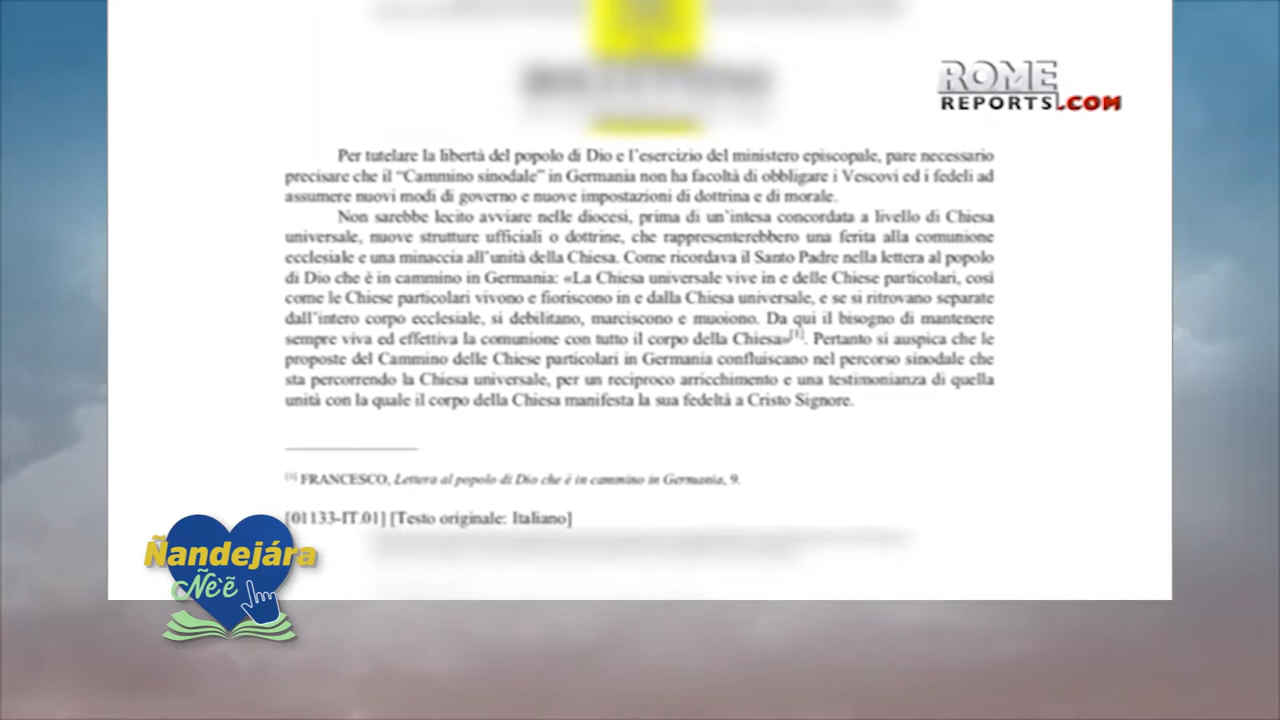 ROME
REPORTS.COM
Per tutelare la libertà del popolo di Dio e l'esercizio del ministero episcopale, pare necessario
precisare che il “Cammino sinodale” in Germania non ha facoltà di obbligare i Vescovi ed i fedeli ad
assumere nuovi modi di governo e nuove impostazioni di dottrina e di morale.
Non sarebbe lecito avviare nelle diocesi, prima di un'intesa concordata a livello di Chiesa
universale, nuove strutture ufficiali o dottrine, che rappresenterebbero una ferita alla comunione
ecclesiale e una minaccia all'unità della Chiesa. Come ricordava il Santo Padre nella lettera al popolo
di Dio che è in cammino in Germania: «La Chiesa universale vive in e delle Chiese particolari, così
come le Chiese particolari vivono e fioriscono in e dalla Chiesa universale, e se si ritrovano separate
dall'intero corpo ecclesiale, si debilitano, marciscono e muoiono. Da qui il bisogno di mantenere
sempre viva ed effettiva la comunione con tutto il corpo della Chiesa»[1]. Pertanto si auspica che le
proposte del Cammino delle Chiese particolari in Germania confluiscano nel percorso sinodale che
sta percorrendo la Chiesa universale, per un reciproco arricchimento e una testimonianza di quella
unità con la quale il corpo della Chiesa manifesta la sua fedeltà a Cristo Signore.
[1] FRANCESCO, Lettera al popolo di Dio che è in cammino in Germania, 9.
[01133-IT.01] [Testo originale: Italiano]
Ñandejára
Ñe'ẽ